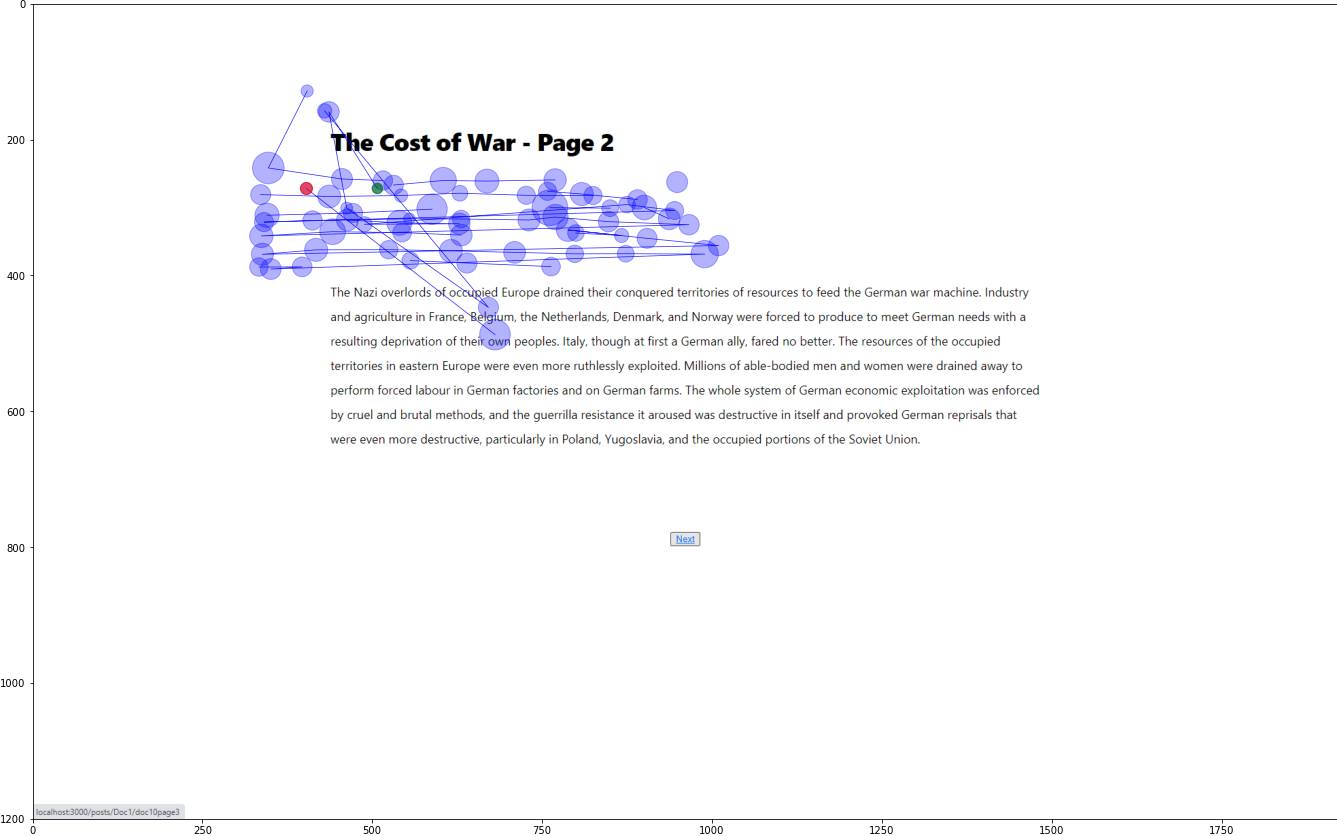 0
200
The Cost of War - Page 2
400
The Nazi overlords of occupied Europe drained their conquered territories of resources to feed the German war machine. Industry
and agriculture in France, Belgium, the Netherlands, Denmark, and Norway were forced to produce to meet German needs with a
resulting deprivation of their own peoples. Italy, though at first a German ally, fared no better. The resources of the occupied
territories in eastern Europe were even more ruthlessly exploited. Millions of able-bodied men and women were drained away to
perform forced labour in German factories and on German farms. The whole system of German economic exploitation was enforced
by cruel and brutal methods, and the guerrilla resistance it aroused was destructive in itself and provoked German reprisals that
were even more destructive, particularly in Poland, Yugoslavia, and the occupied portions of the Soviet Union.
600
Next
800
1000
localhost:3000/posts/Doc1/doc10page3
1200
0 250 500 750 1000 1250 1500 1750